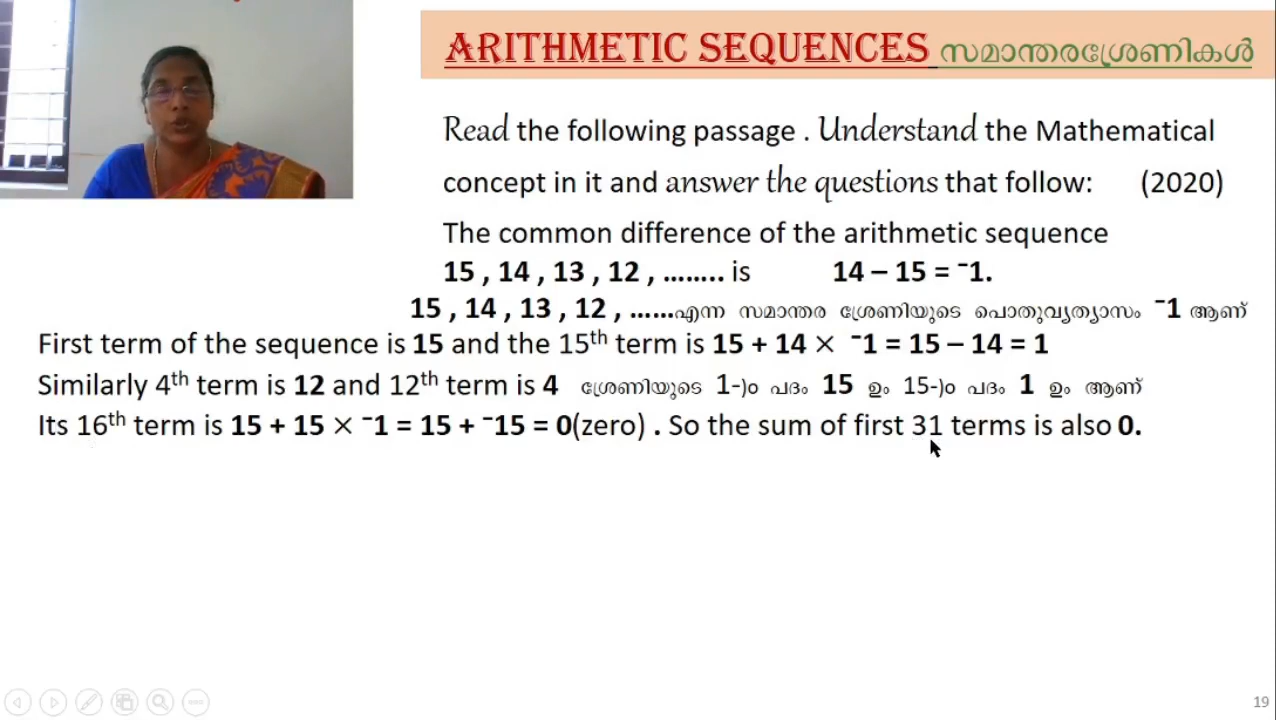 ARITHMETIC SEQUENCES സമാന്തരശ്രേണികൾ
Read the following passage . Understand the Mathematical
concept in it and answer the questions that follow: (2020)
The common difference of the arithmetic sequence
15 , 14 , 13 , 12 , …….. is 14 – 15 = ⁻1.
15 , 14 , 13 , 12 , ……എന്ന സമാന്തര ശ്രേണിയുടെ പൊതുവ്യത്യാസം ⁻1 ആണ്
First term of the sequence is 15 and the 15th term is 15 + 14 × ⁻1 = 15 – 14 = 1
Similarly 4th term is 12 and 12th term is 4 ശ്രേണിയുടെ 1-)o പദം 15 ഉം 15-)o പദം 1 ഉം ആണ്
Its 16th term is 15 + 15 × ⁻1 = 15 + ⁻15 = 0(zero) . So the sum of first 31 terms is also 0.
19